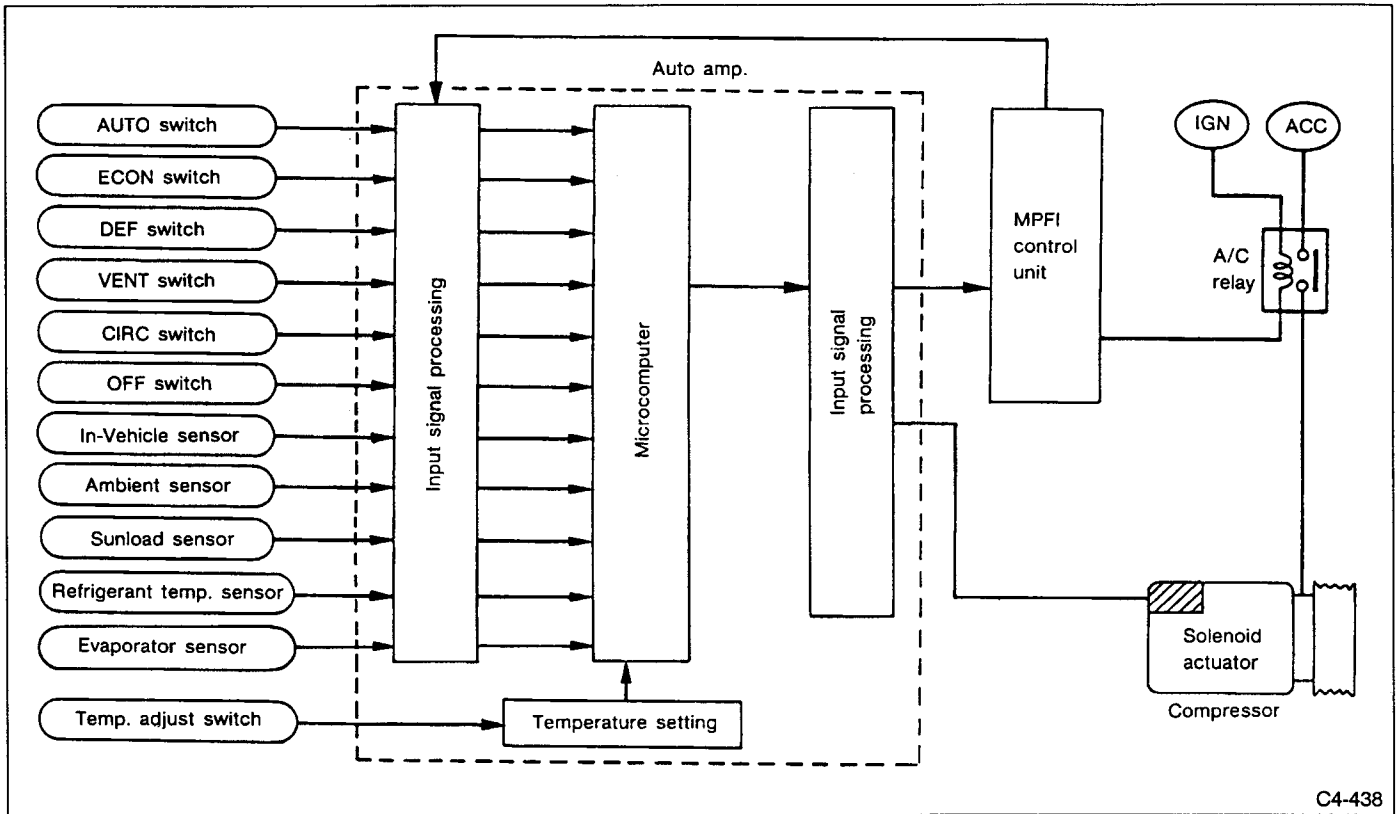 Auto amp.
AUTO switch
ECON switch
DEF switch
VENT switch
CIRC switch
OFF switch
In-Vehicle sensor
Ambient sensor
Sunload sensor
Refrigerant temp. sensor
Evaporator sensor
Temp. adjust switch
Input signal processing
Microcomputer
Temperature setting
Input signal
processing
MPFI
control
unit
IGN
ACC
A/C
relay
Solenoid
actuator
Compressor
C4-438